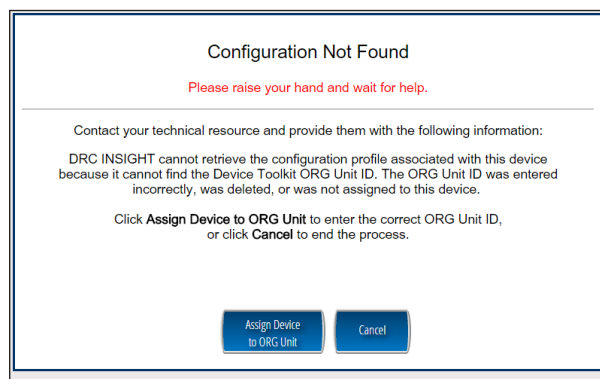 Configuration Not Found
Please raise your hand and wait for help.
Contact your technical resource and provide them with the following information:
DRC INSIGHT cannot retrieve the configuration profile associated with this device
because it cannot find the Device Toolkit ORG Unit ID. The ORG Unit ID was entered
incorrectly, was deleted, or was not assigned to this device.
Click Assign Device to ORG Unit to enter the correct ORG Unit ID,
or click Cancel to end the process.
Assign Device
to ORG Unit
Cancel